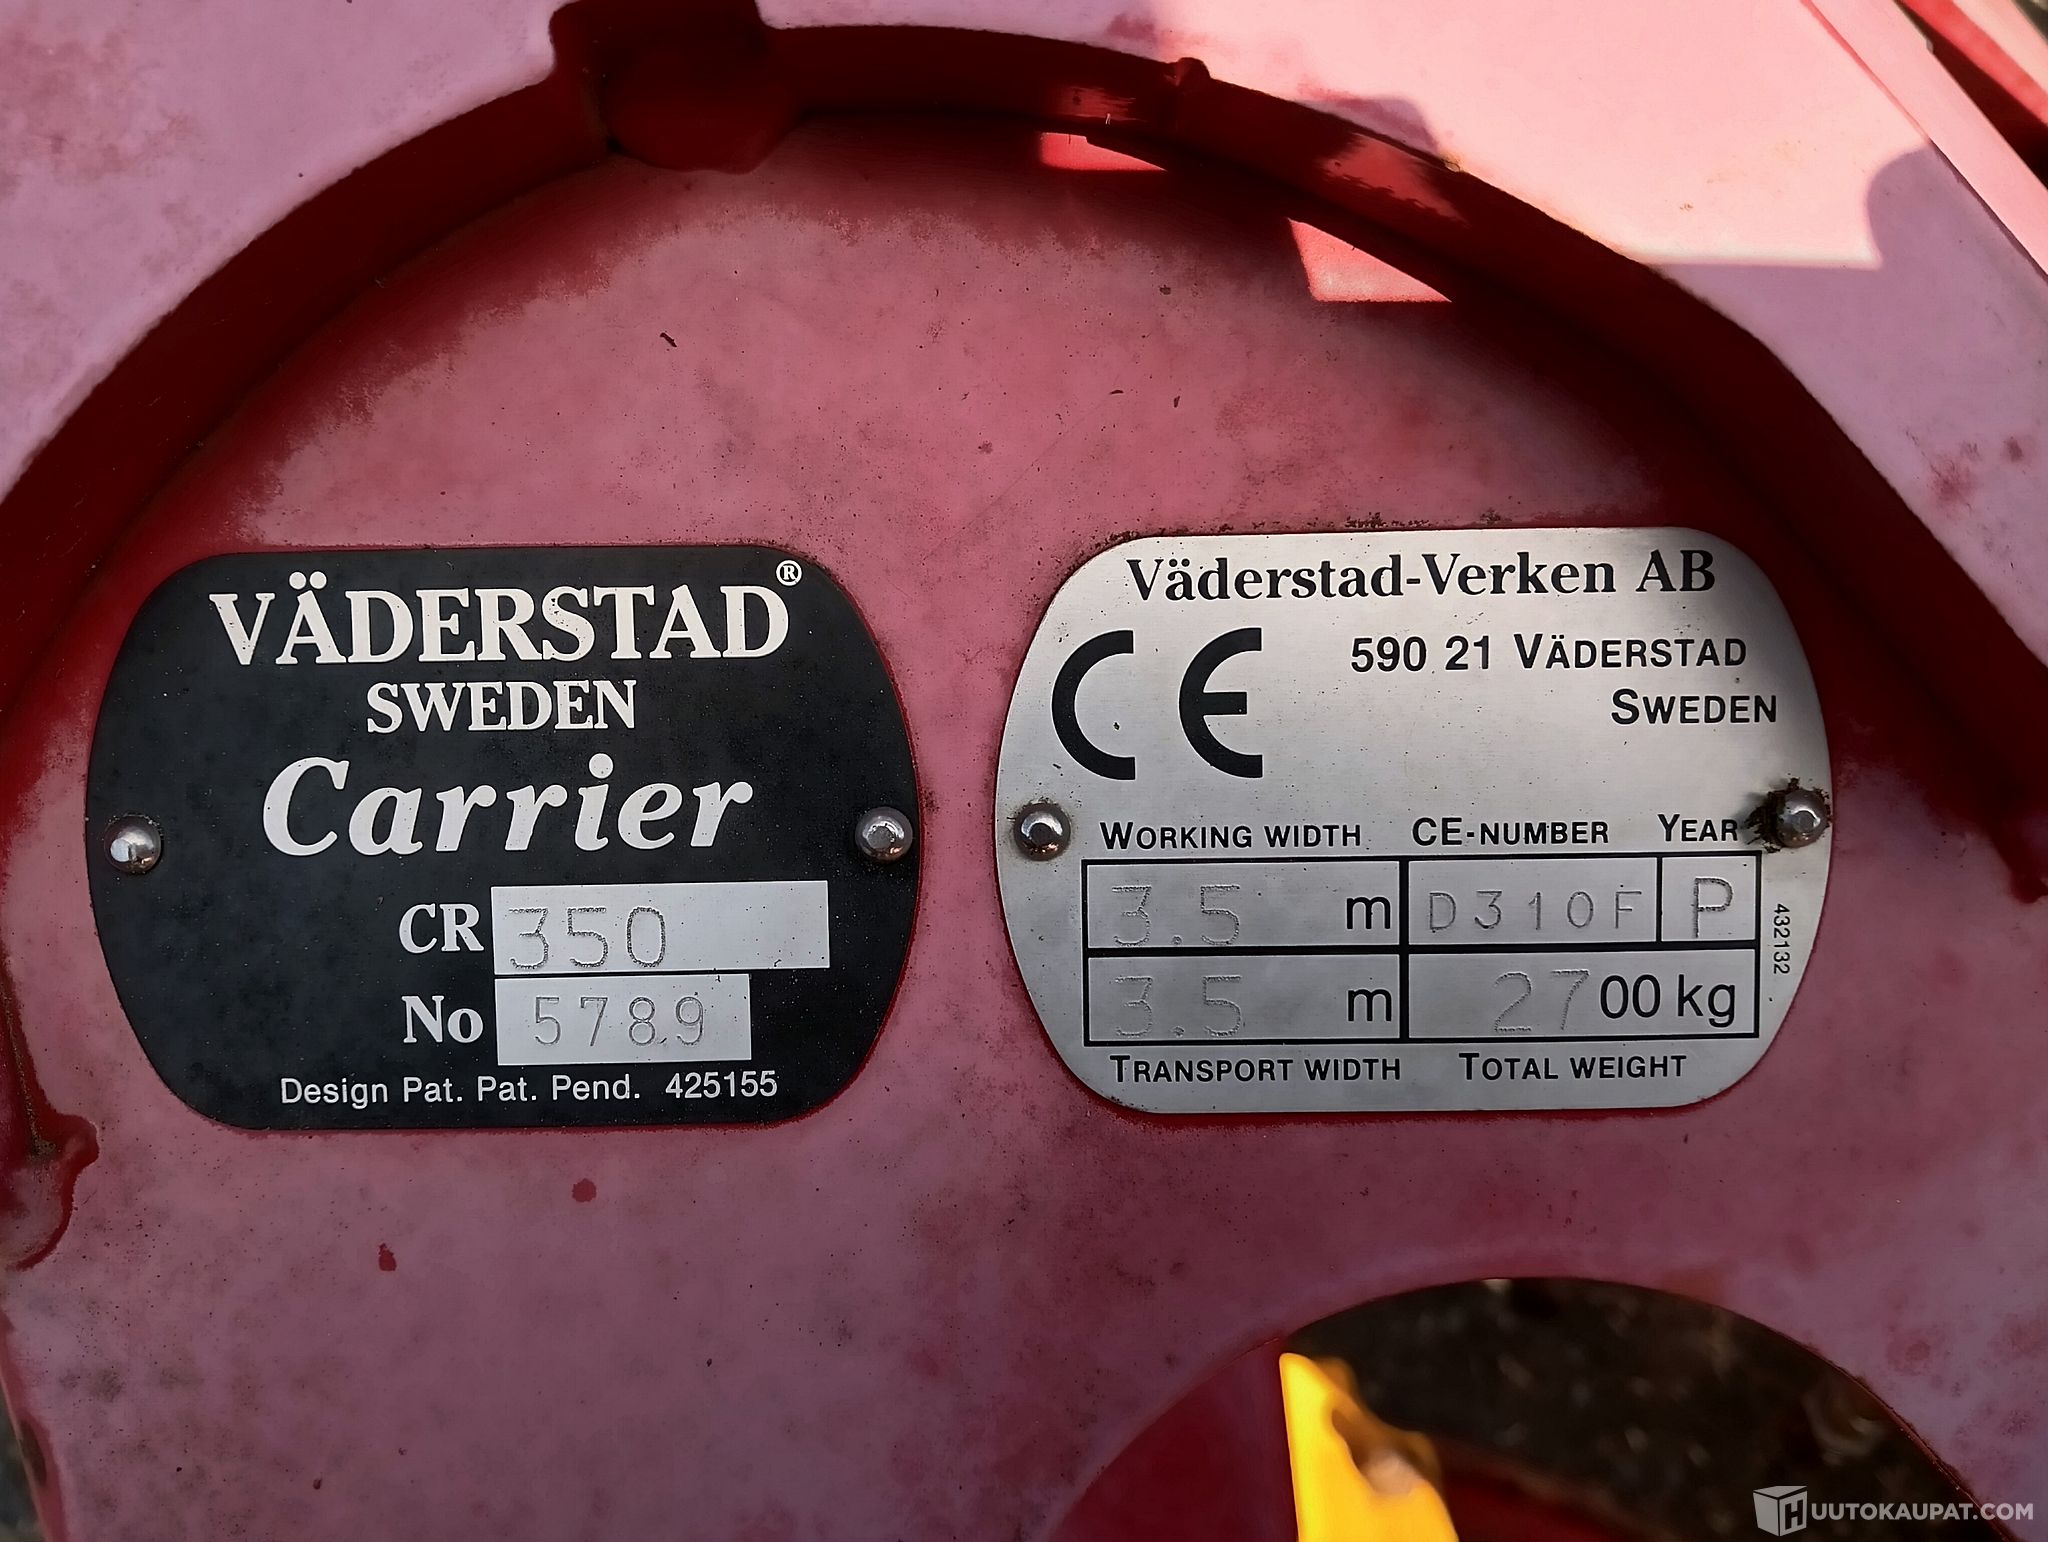 VÄDERSTAD®
SWEDEN
Carrier
CR 350
No 5789
Design Pat. Pat. Pend. 425155
Väderstad-Verken AB
CE
590 21 VÄDERSTAD
SWEDEN
WORKING WIDTH CE-NUMBER YEAR
3.5 m D310F P
3.5 m 2700 kg
TRANSPORT WIDTH TOTAL WEIGHT
432132
HUUTOKAUPAT.COM